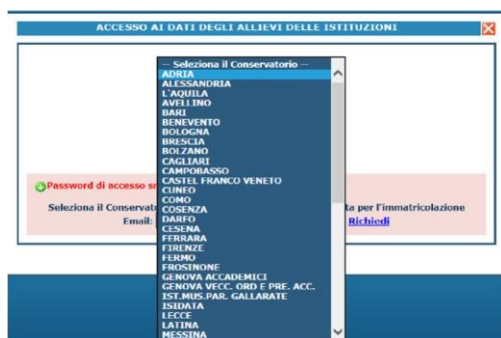 ACCESSO AI DATI DEGLI ALLIEVI DELLE ISTITUZIONI
-- Seleziona il Conservatorio --
ADRIA
ALESSANDRIA
L'AQUILA
AVELLINO
BARI
BENEVENTO
BOLOGNA
BRESCIA
BOLZANO
CAGLIARI
CAMPOBASSO
CASTEL FRANCO VENETO
CUNEO
COMO
COSENZA
DARFO
CESENA
FERRARA
FIRENZE
FERMO
FROSINONE
GENOVA ACCADEMICI
GENOVA VECC. ORD E PRE. ACC.
IST.MUS.PAR. GALLARATE
ISIDATA
LECCE
LATINA
MESSINA
Password di accesso
Seleziona il Conservat
ta per l'immatricolazione
Email:
Richiedi